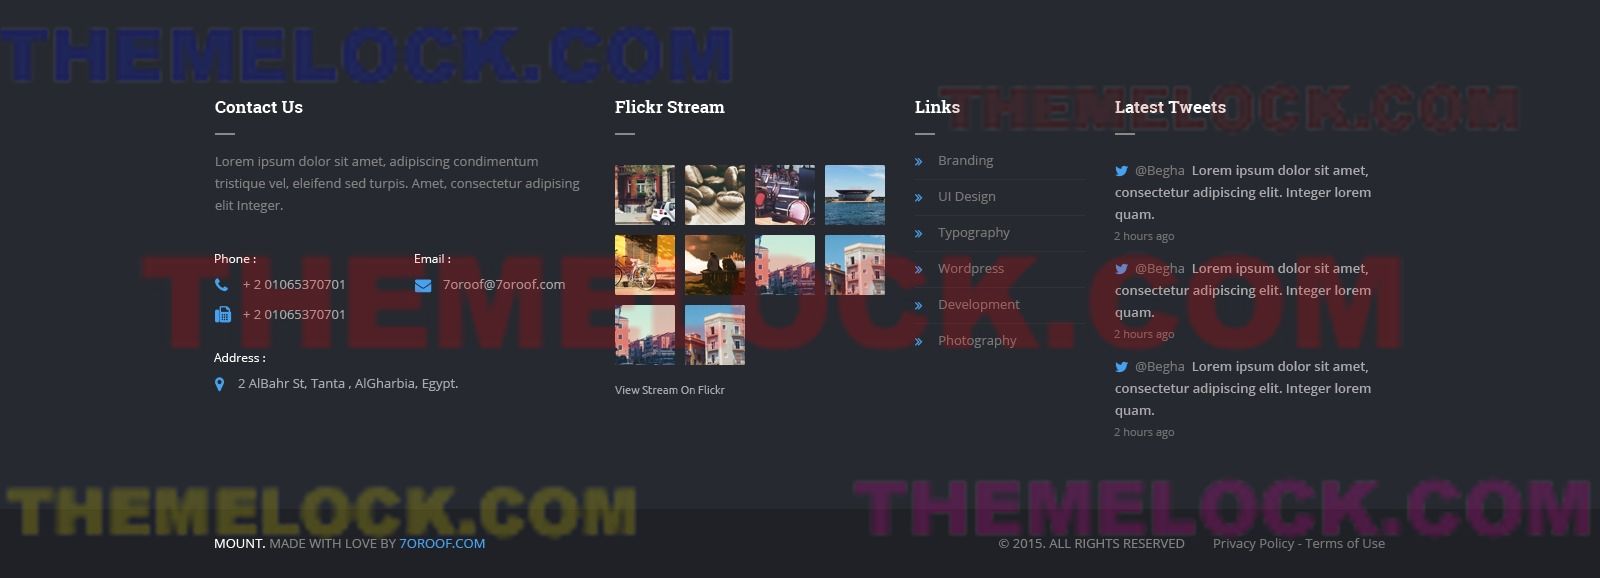 THEMELOCK.COM
THEMELOCK.COM
Contact Us
Lorem ipsum dolor sit amet, adipiscing condimentum
tristique vel, eleifend sed turpis. Amet, consectetur adipising
elit Integer.
Phone :
+ 2 01065370701
+ 2 01065370701
Email :
7oroof@7oroof.com
Address :
2 AlBahr St, Tanta , AlGharbia, Egypt.
Flickr Stream
View Stream On Flickr
Links
Branding
UI Design
Typography
Wordpress
Development
Photography
Latest Tweets
@Begha Lorem ipsum dolor sit amet,
consectetur adipiscing elit. Integer lorem
quam.
2 hours ago
@Begha Lorem ipsum dolor sit amet,
consectetur adipiscing elit. Integer lorem
quam.
2 hours ago
@Begha Lorem ipsum dolor sit amet,
consectetur adipiscing elit. Integer lorem
quam.
2 hours ago
THEMELOCK.COM
THEMELOCK.COM
THEMELOCK.COM
MOUNT. MADE WITH LOVE BY 7OROOF.COM
© 2015. ALL RIGHTS RESERVED
Privacy Policy - Terms of Use